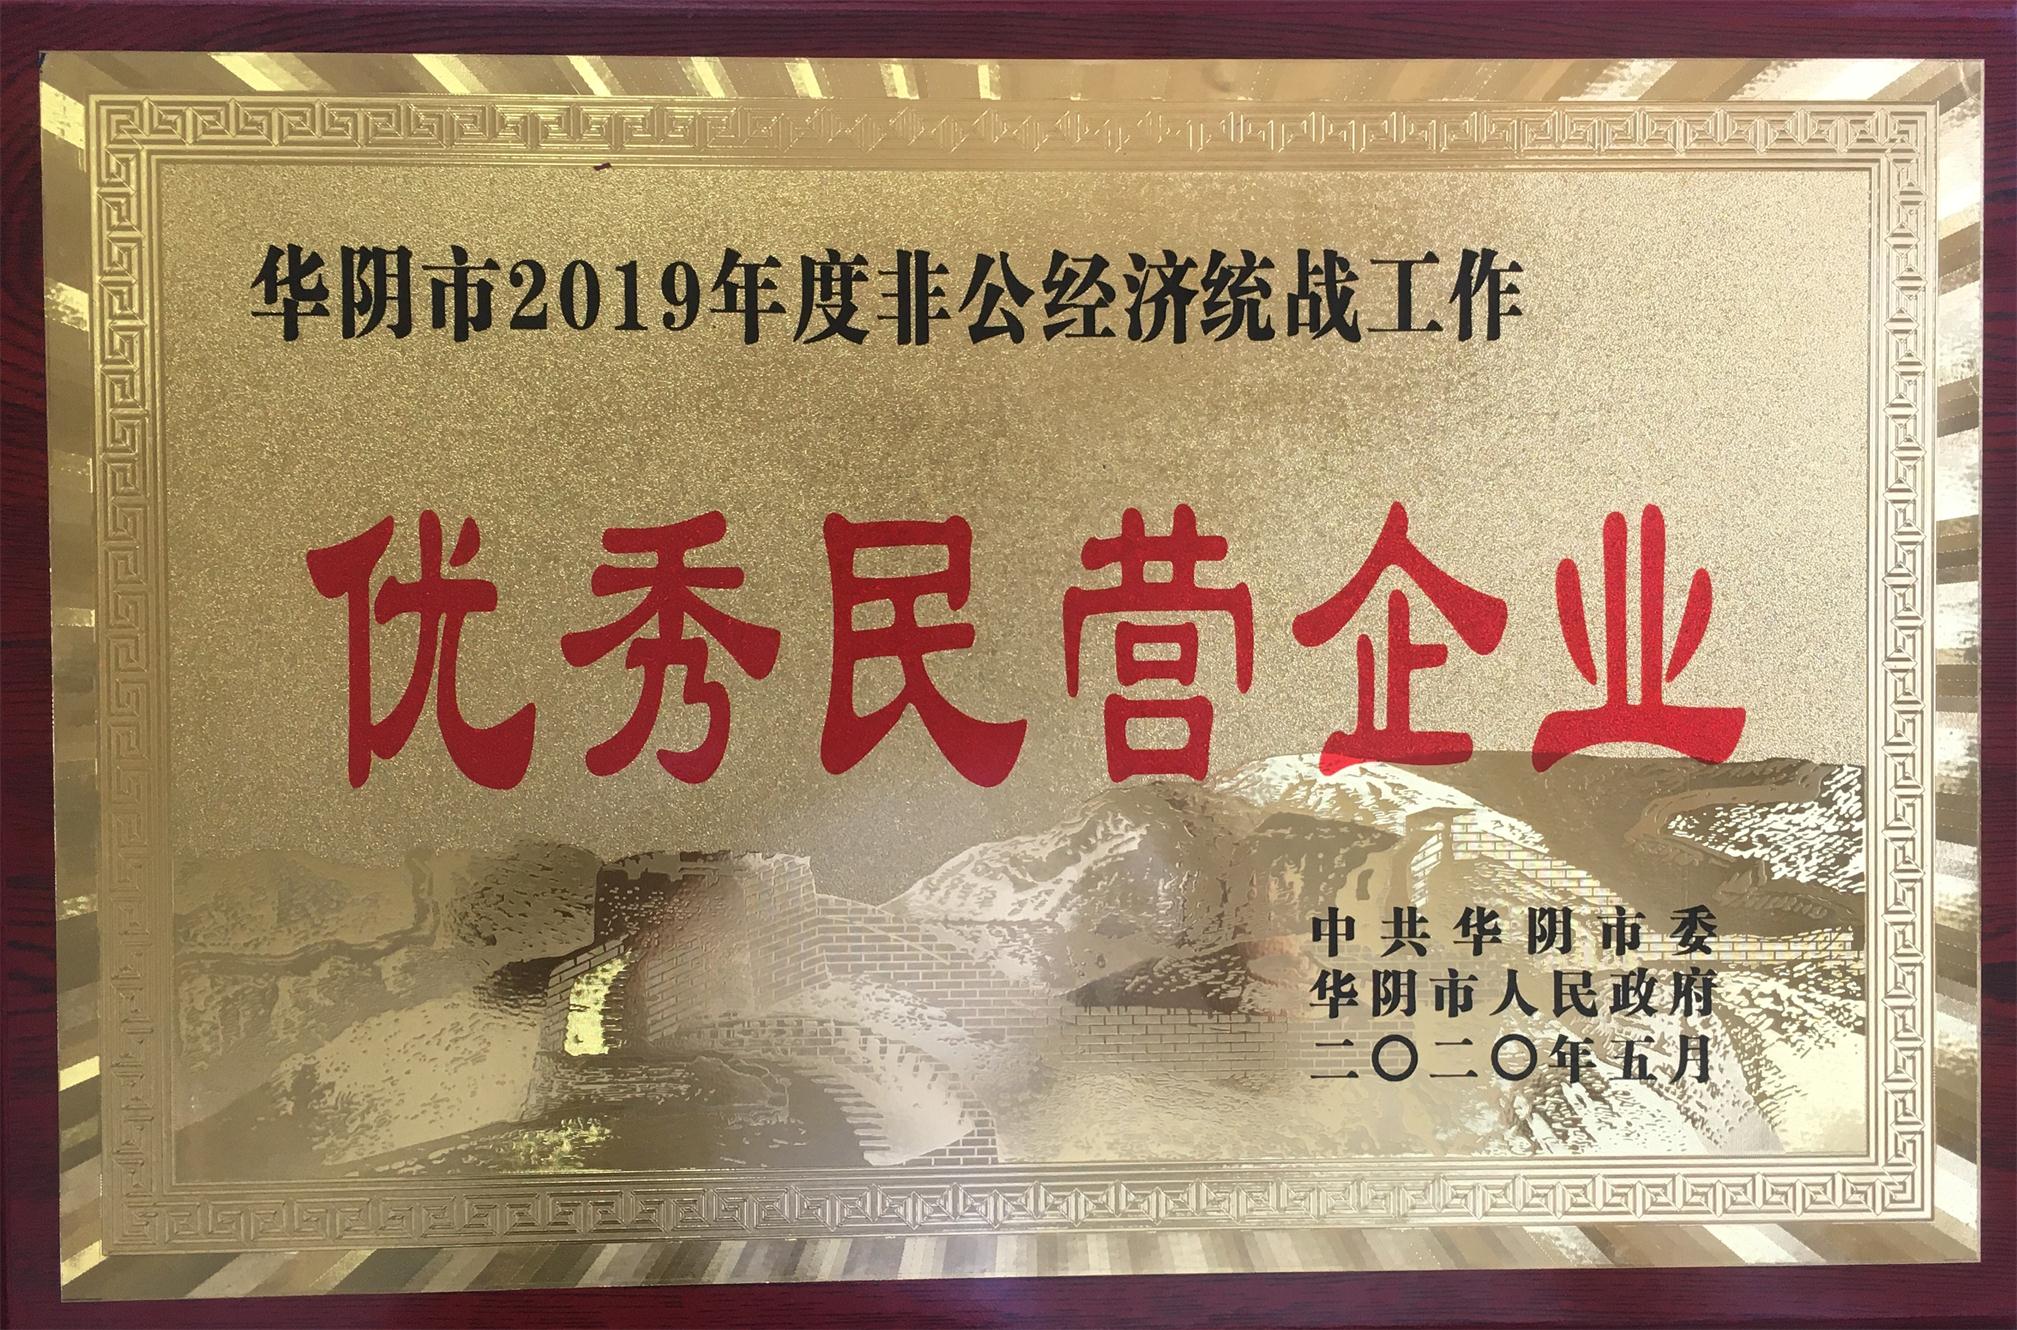 华阴市2019年度非公经济统战工作
优秀民营企业
中共华阴市委
华阴市人民政府
二〇二〇年五月